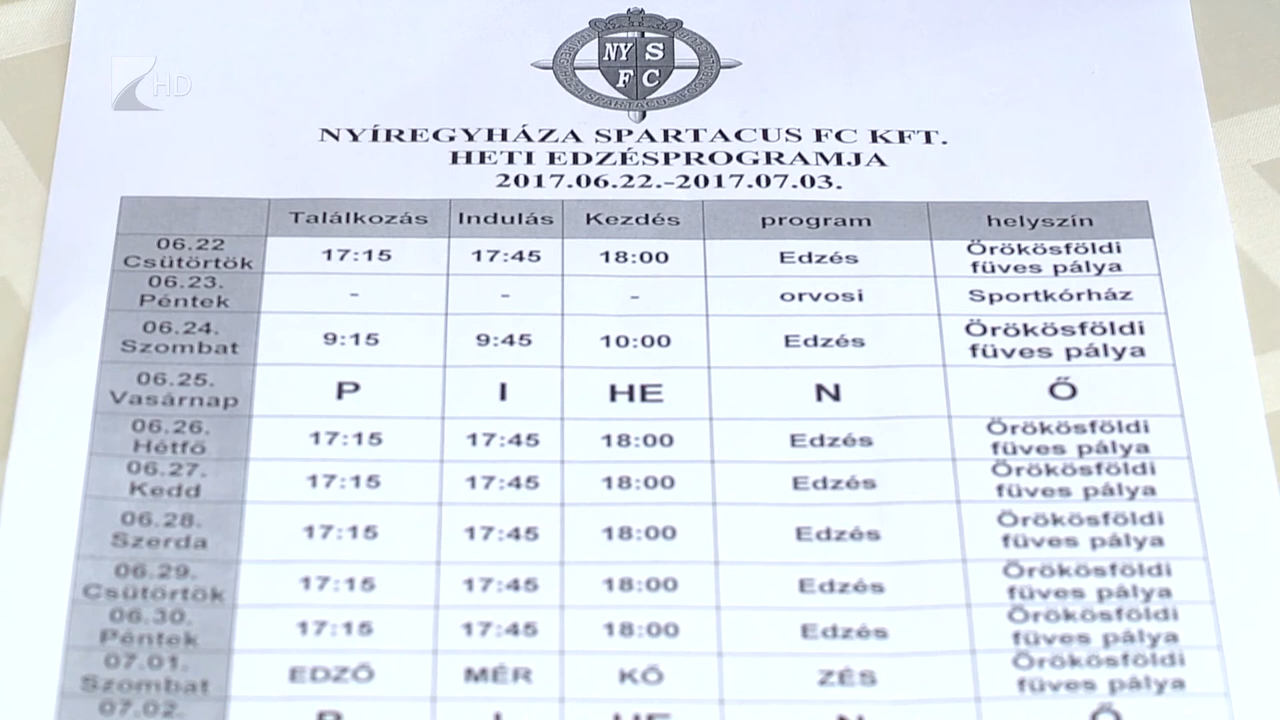 HD
NY S
F C
NYÍREGYHÁZA SPARTACUS FC KFT.
HETI EDZÉSPROGRAMJA
2017.06.22.-2017.07.03.
Találkozás Indulás Kezdés program helyszín
06.22 Csütörtök 17:15 17:45 18:00 Edzés Örökösföldi füves pálya
06.23. Péntek - - - orvosi Sportkórház
06.24. Szombat 9:15 9:45 10:00 Edzés Örökösföldi füves pálya
06.25. Vasárnap P I HE N Ő
06.26. Hétfő 17:15 17:45 18:00 Edzés Örökösföldi füves pálya
06.27. Kedd 17:15 17:45 18:00 Edzés Örökösföldi füves pálya
06.28. Szerda 17:15 17:45 18:00 Edzés Örökösföldi füves pálya
06.29. Csütörtök 17:15 17:45 18:00 Edzés Örökösföldi füves pálya
06.30. Péntek 17:15 17:45 18:00 Edzés Örökösföldi füves pálya
07.01. Szombat EDZŐ MÉR KŐ ZÉS Örökösföldi füves pálya
07.02. P I HE N Ő